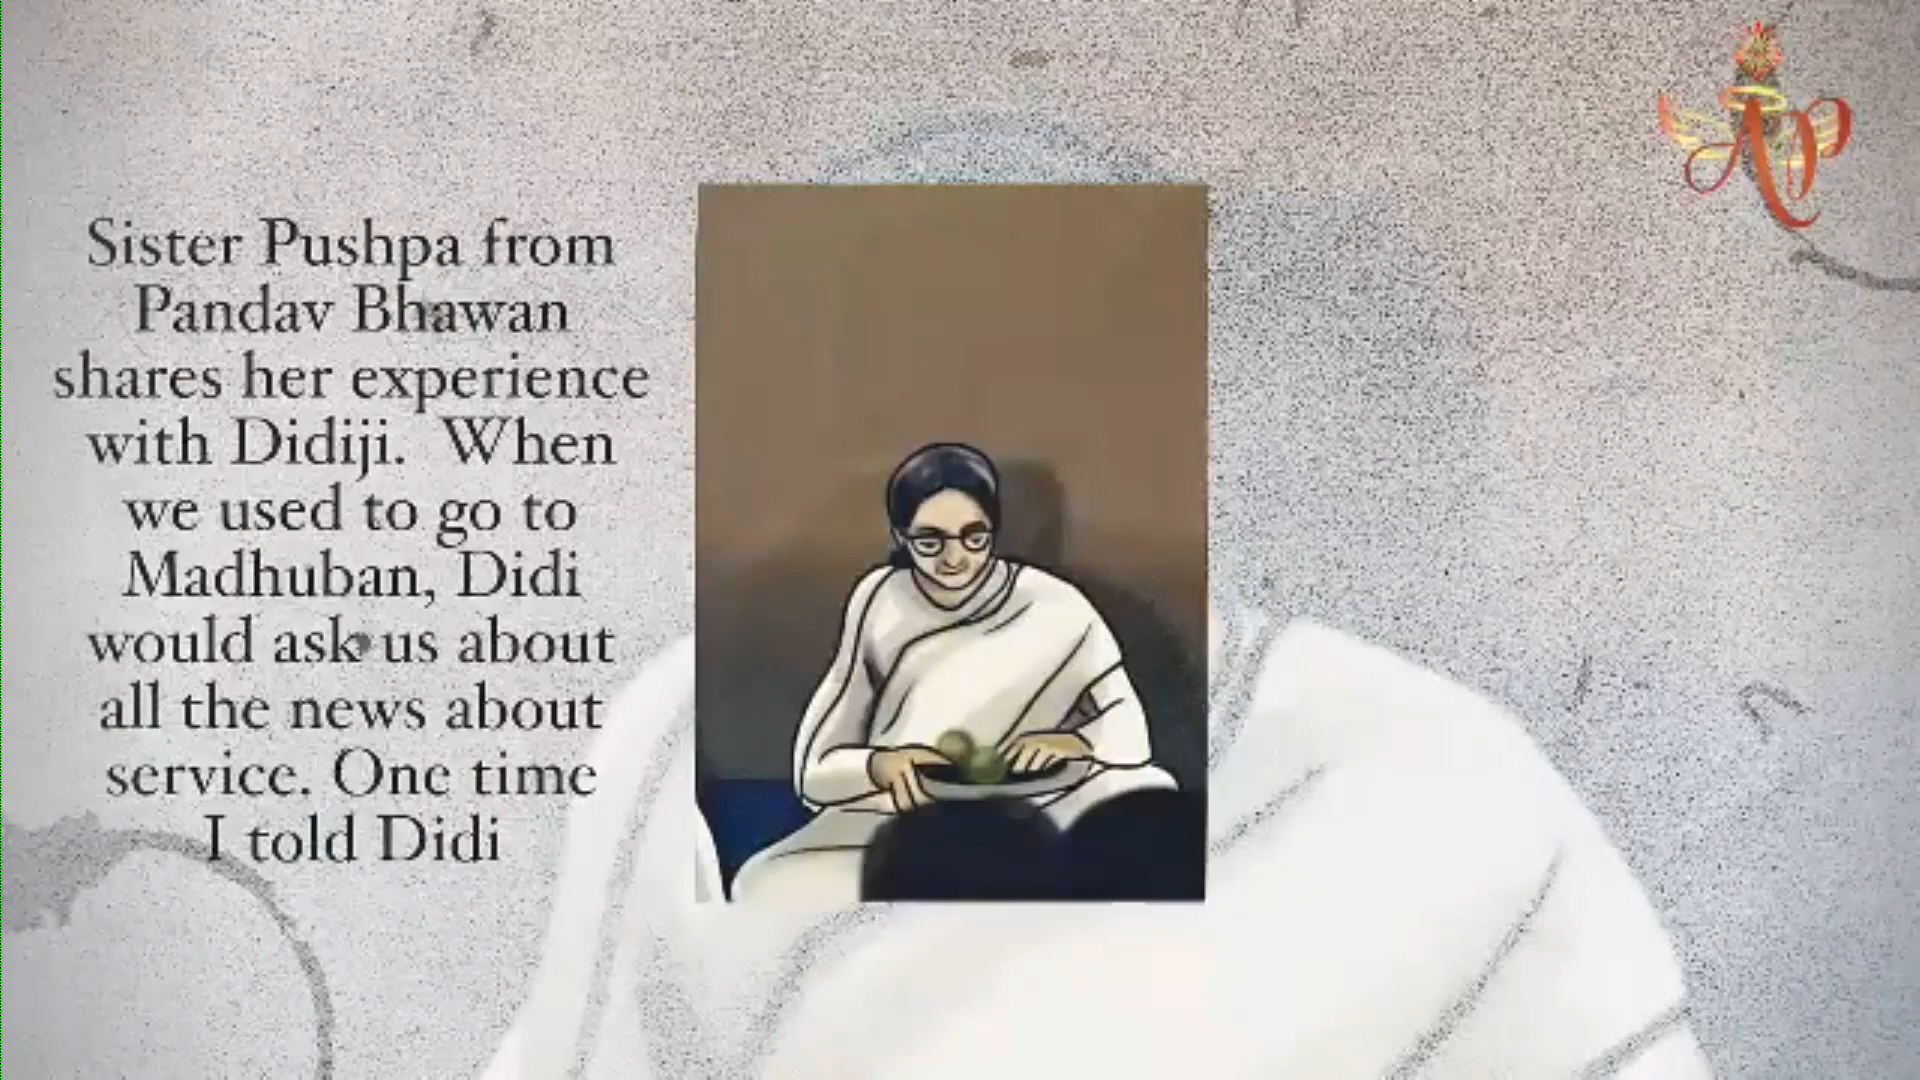 Sister Pushpa from
Pandav Bhawan
shares her experience
with Didiji.  When
we used to go to
Madhuban, Didi
would ask us about
all the news about
service. One time
I told Didi
AP